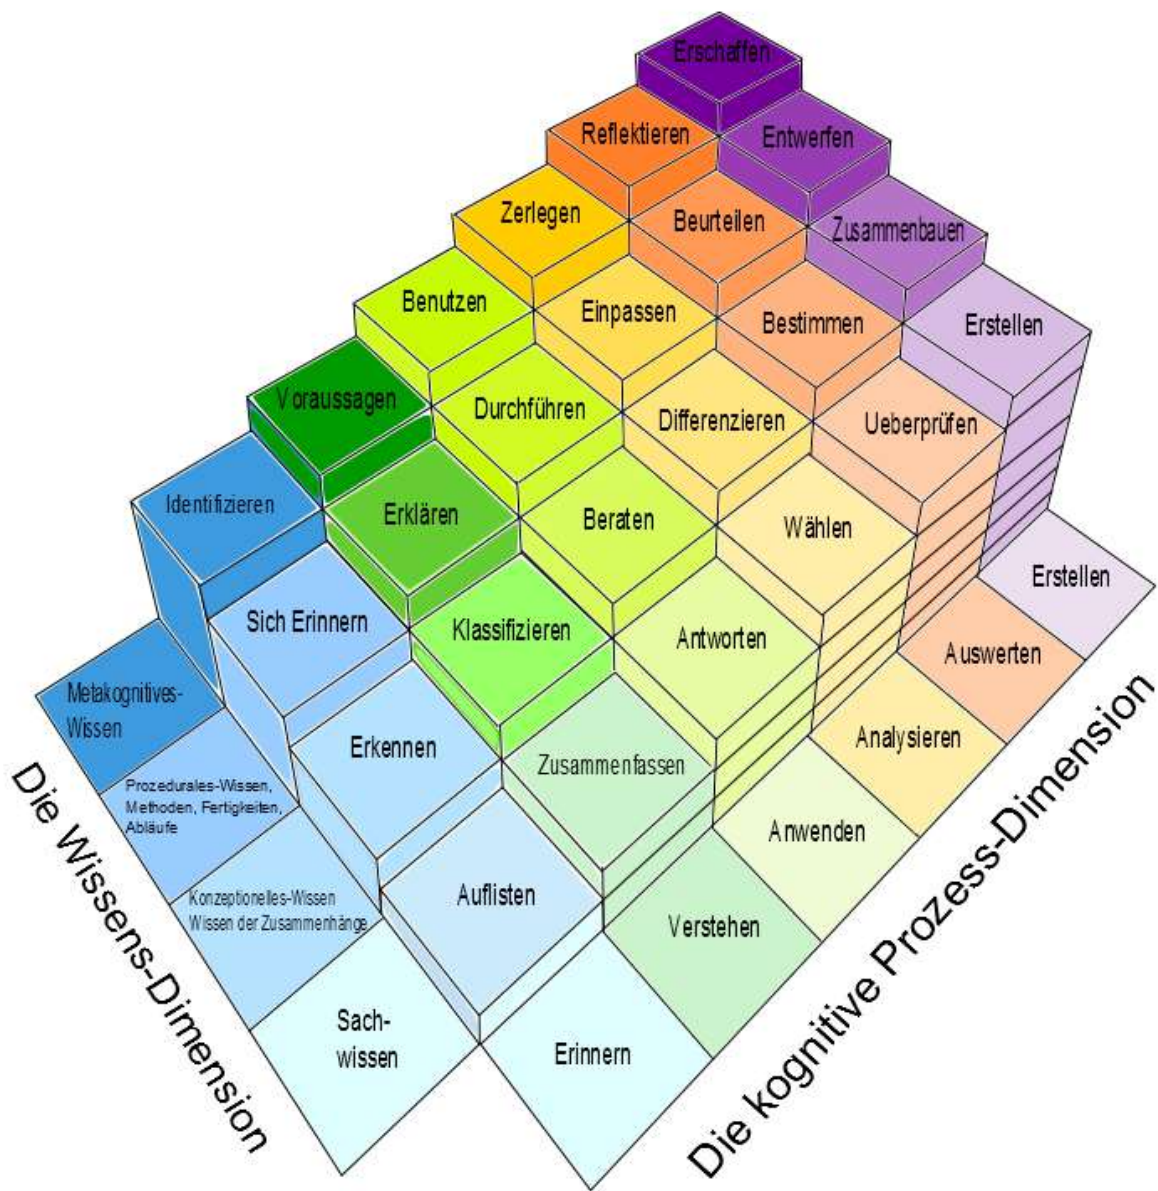 Erschaffen
Reflektieren
Entwerfen
Zerlegen
Beurteilen
Zusammenbauen
Benutzen
Einpassen
Bestimmen
Erstellen
Voraussagen
Durchführen
Differenzieren
Ueberprüfen
Identifizieren
Erklären
Beraten
Wählen
Erstellen
Sich Erinnern
Klassifizieren
Antworten
Auswerten
Metakognitives-
Wissen
Erkennen
Zusammenfassen
Analysieren
Prozedurales-Wissen,
Methoden, Fertigkeiten,
Abläufe
Auflisten
Anwenden
Konzeptionelles-Wissen
Wissen der Zusammenhänge
Verstehen
Sach-
wissen
Erinnern
Die Wissens-Dimension
Die kognitive Prozess-Dimension